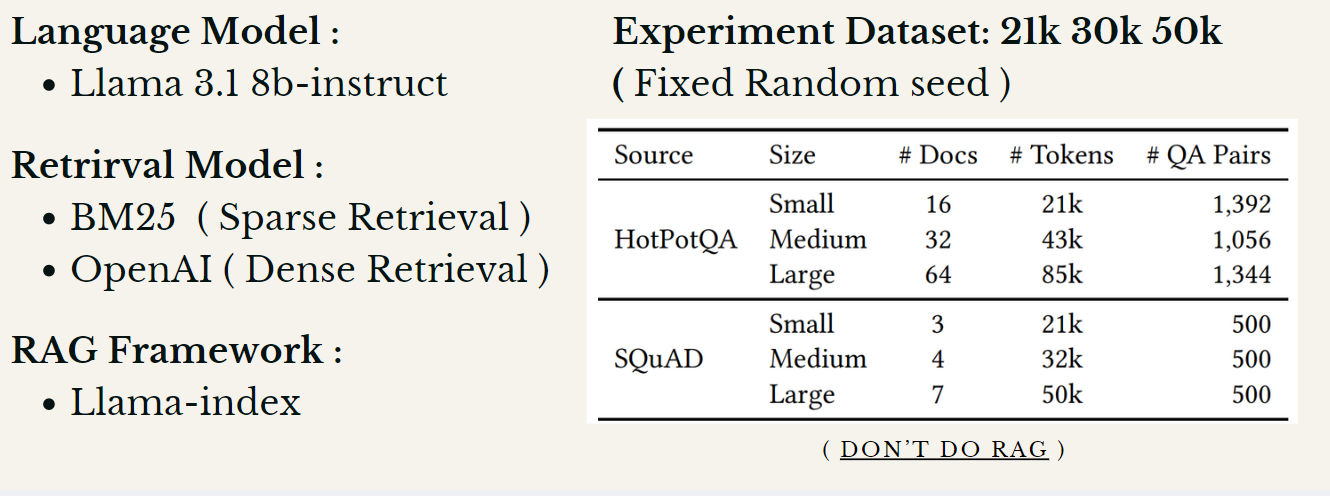 Language Model :
• Llama 3.1 8b-instruct
Retrirval Model :
• BM25 ( Sparse Retrieval )
• OpenAI ( Dense Retrieval )
RAG Framework :
• Llama-index
Experiment Dataset: 21k 30k 50k
( Fixed Random seed )
Source Size # Docs # Tokens # QA Pairs
Small 16 21k 1,392
HotPotQA Medium 32 43k 1,056
Large 64 85k 1,344
Small 3 21k 500
SQuAD Medium 4 32k 500
Large 7 50k 500
( DON'T DO RAG )